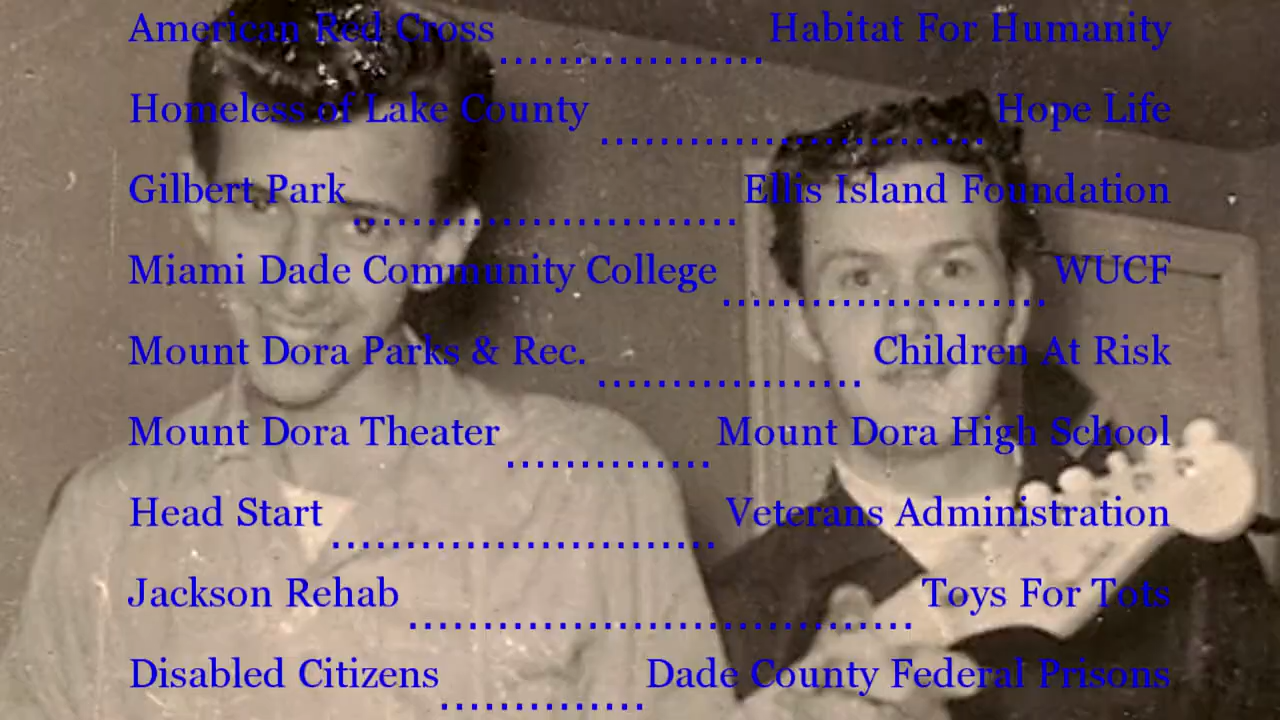 American Red Cross ................. Habitat For Humanity
Homeless of Lake County ......................... Hope Life
Gilbert Park ......................... Ellis Island Foundation
Miami Dade Community College ..................... WUCF
Mount Dora Parks & Rec. ................. Children At Risk
Mount Dora Theater ............. Mount Dora High School
Head Start ......................... Veterans Administration
Jackson Rehab ................................ Toys For Tots
Disabled Citizens ............. Dade County Federal Prisons